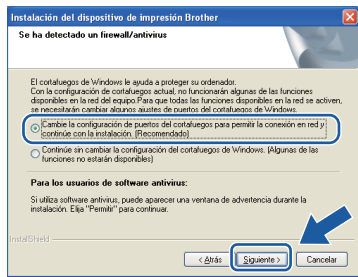 Instalación del dispositivo de impresión Brother
Se ha detectado un firewall/antivirus
El cortafuegos de Windows le ayuda a proteger su ordenador.
Con la configuración de cortafuegos actual, no funcionarán algunas de las funciones
disponibles en la red del equipo.Para que todas las funciones disponibles en la red se activen,
se necesitarán cambiar algunos ajustes de puertos del cortafuegos de Windows.
Cambie la configuración de puertos del cortafuegos para permitir la conexión en red y
continúe con la instalación. (Recomendado)
Continúe sin cambiar la configuración del cortafuegos de Windows. (Algunas de las
funciones no estarán disponibles)
Para los usuarios de software antivirus:
Si utiliza software antivirus, puede aparecer una ventana de advertencia durante la
instalación. Elija "Permitir" para continuar.
InstallShield
< Atrás
Siguiente >
Cancelar